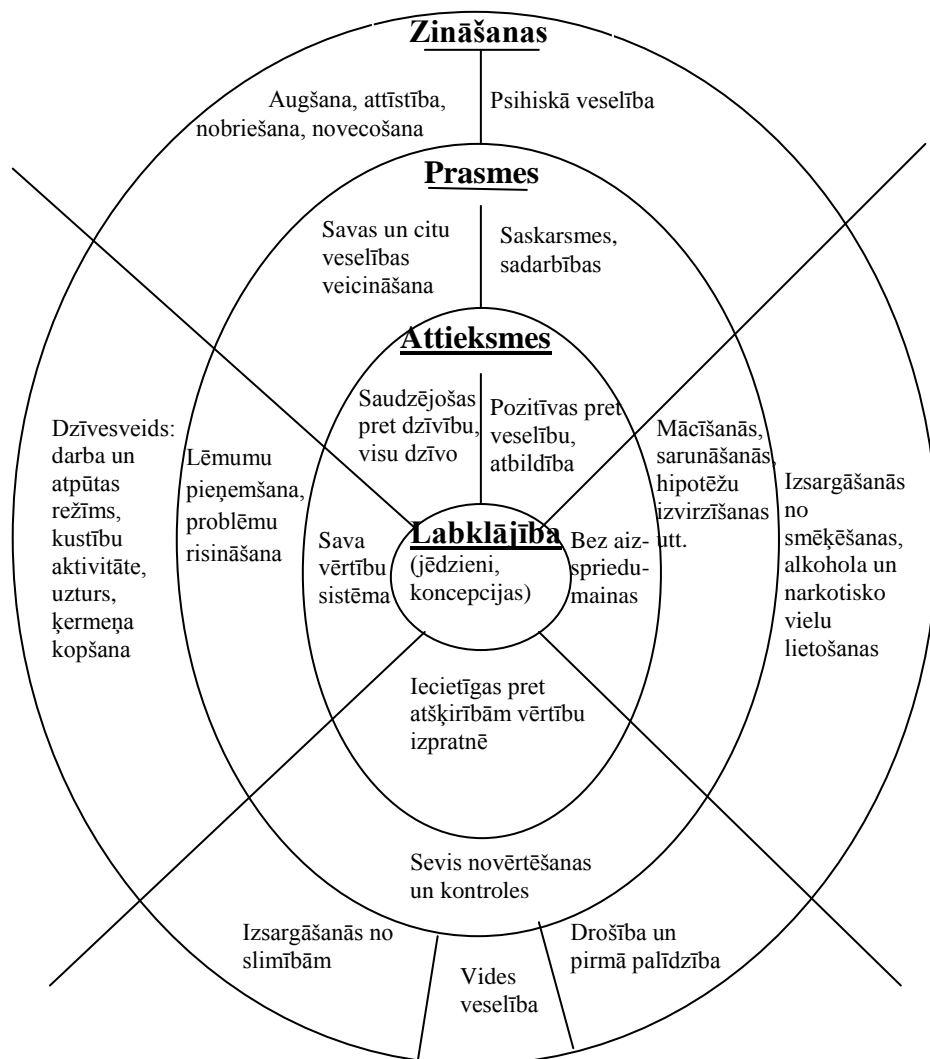 Zināšanas
Augšana, attīstība,
nobriešana, novecošana
Psihiskā veselība
Prasmes
Savas un citu
veselības
veicināšana
Saskarsmes,
sadarbības
Attieksmes
Saudzējošas
pret dzīvību,
visu dzīvo
Pozitīvas pret
veselību,
atbildība
Dzīvesveids:
darba un
atpūtas
režīms,
kustību
aktivitāte,
uzturs,
ķermeņa
kopšana
Lēmumu
pieņemšana,
problēmu
risināšana
Sava
vērtību
sistēma
Labklājība
(jēdzieni,
koncepcijas)
Bez aiz-
spriedu-
mainas
Mācīšanās,
sarunāšanās,
hipotēžu
izvirzīšanas
utt.
Izsargāšanās
no
smēķēšanas,
alkohola un
narkotisko
vielu
lietošanas
Iecietīgas pret
atšķirībām vērtību
izpratnē
Sevis novērtēšanas
un kontroles
Izsargāšanās no
slimībām
Vides
veselība
Drošība un
pirmā palīdzība